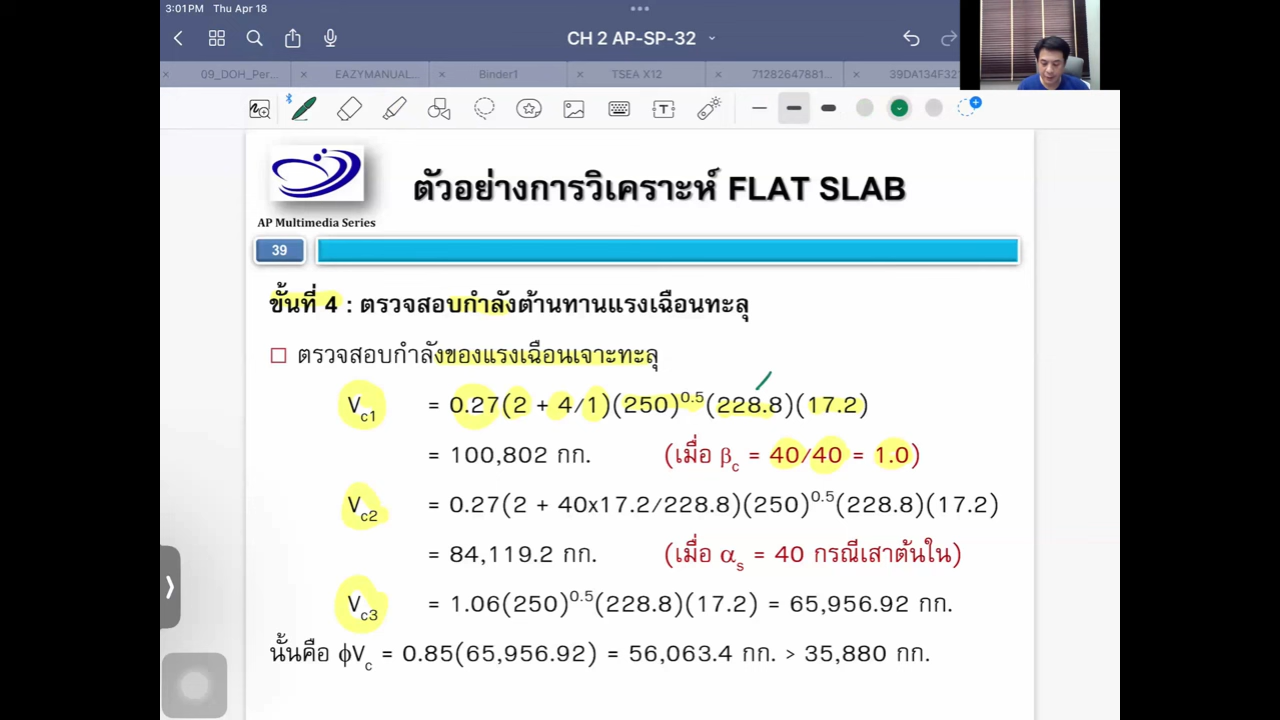 3:01 PM Thu Apr 18
CH 2 AP-SP-32
09_DOH_Per...
EAZYMANUAL...
Binder1
TSEA X12
71282647881...
39DA134F321
ตัวอย่างการวิเคราะห์ FLAT SLAB
AP Multimedia Series
39
ขั้นที่ 4 : ตรวจสอบกำลังต้านทานแรงเฉือนทะลุ
ตรวจสอบกำลังของแรงเฉือนเจาะทะลุ
Vc1 = 0.27(2 + 4/1)(250)^0.5(228.8)(17.2)
= 100,802 กก. (เมื่อ βc = 40/40 = 1.0)
Vc2 = 0.27(2 + 40x17.2/228.8)(250)^0.5(228.8)(17.2)
= 84,119.2 กก. (เมื่อ αs = 40 กรณีเสาต้นใน)
Vc3 = 1.06(250)^0.5(228.8)(17.2) = 65,956.92 กก.
นั้นคือ ϕVc = 0.85(65,956.92) = 56,063.4 กก. > 35,880 กก.